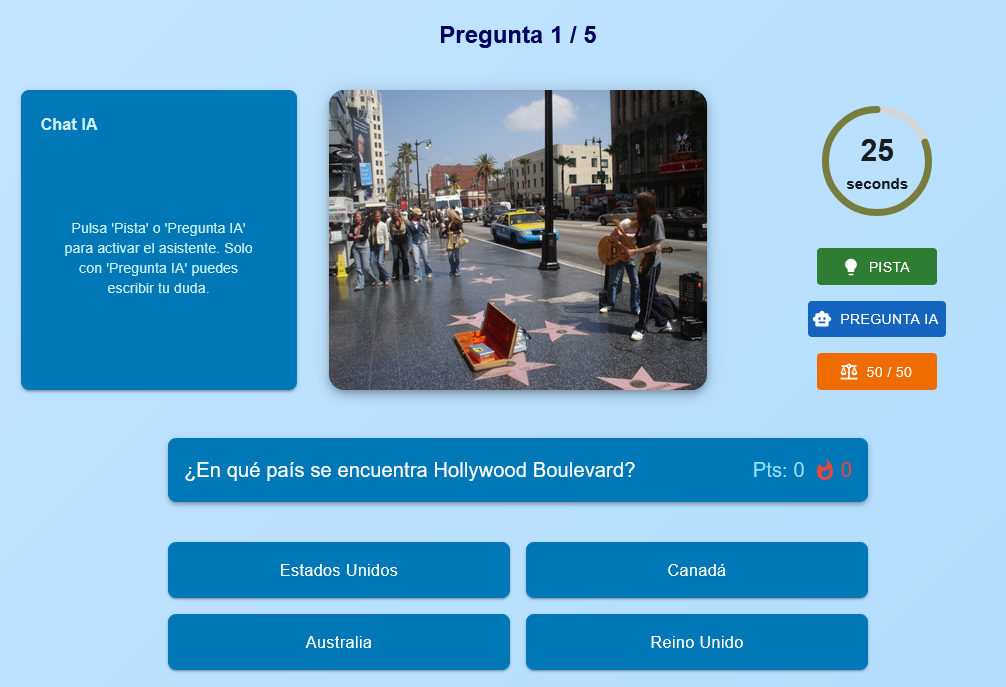 Pregunta 1 / 5
Chat IA
Pulsa 'Pista' o 'Pregunta IA'
para activar el asistente. Solo
con 'Pregunta IA' puedes
escribir tu duda.
25
seconds
PISTA
PREGUNTA IA
50 / 50
¿En qué país se encuentra Hollywood Boulevard?
Pts: 0
0
Estados Unidos
Canadá
Australia
Reino Unido